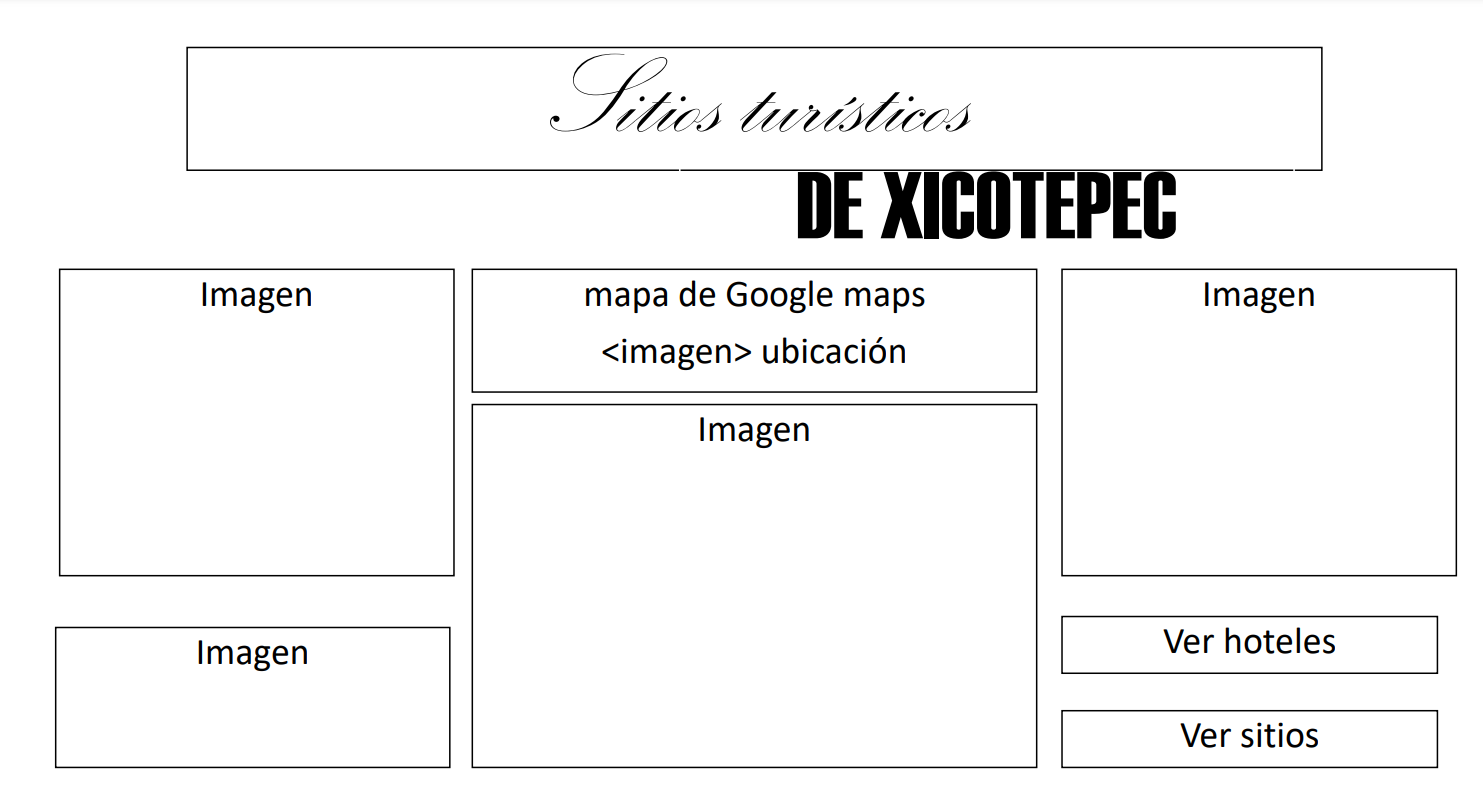 Sitios turísticos
DE XICOTEPEC
Imagen
mapa de Google maps
<imagen> ubicación
Imagen
Imagen
Imagen
Ver hoteles
Ver sitios